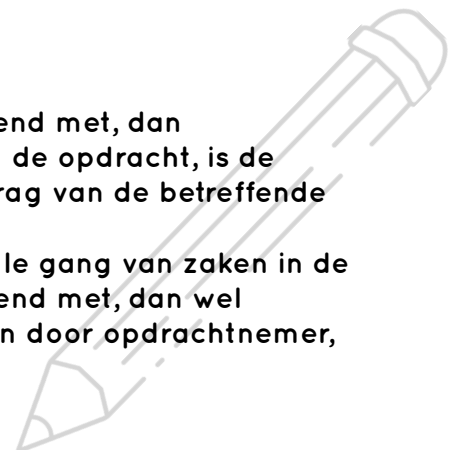 end met, dan
de opdracht, is de
rag van de betreffende
le gang van zaken in de
end met, dan wel
n door opdrachtnemer,